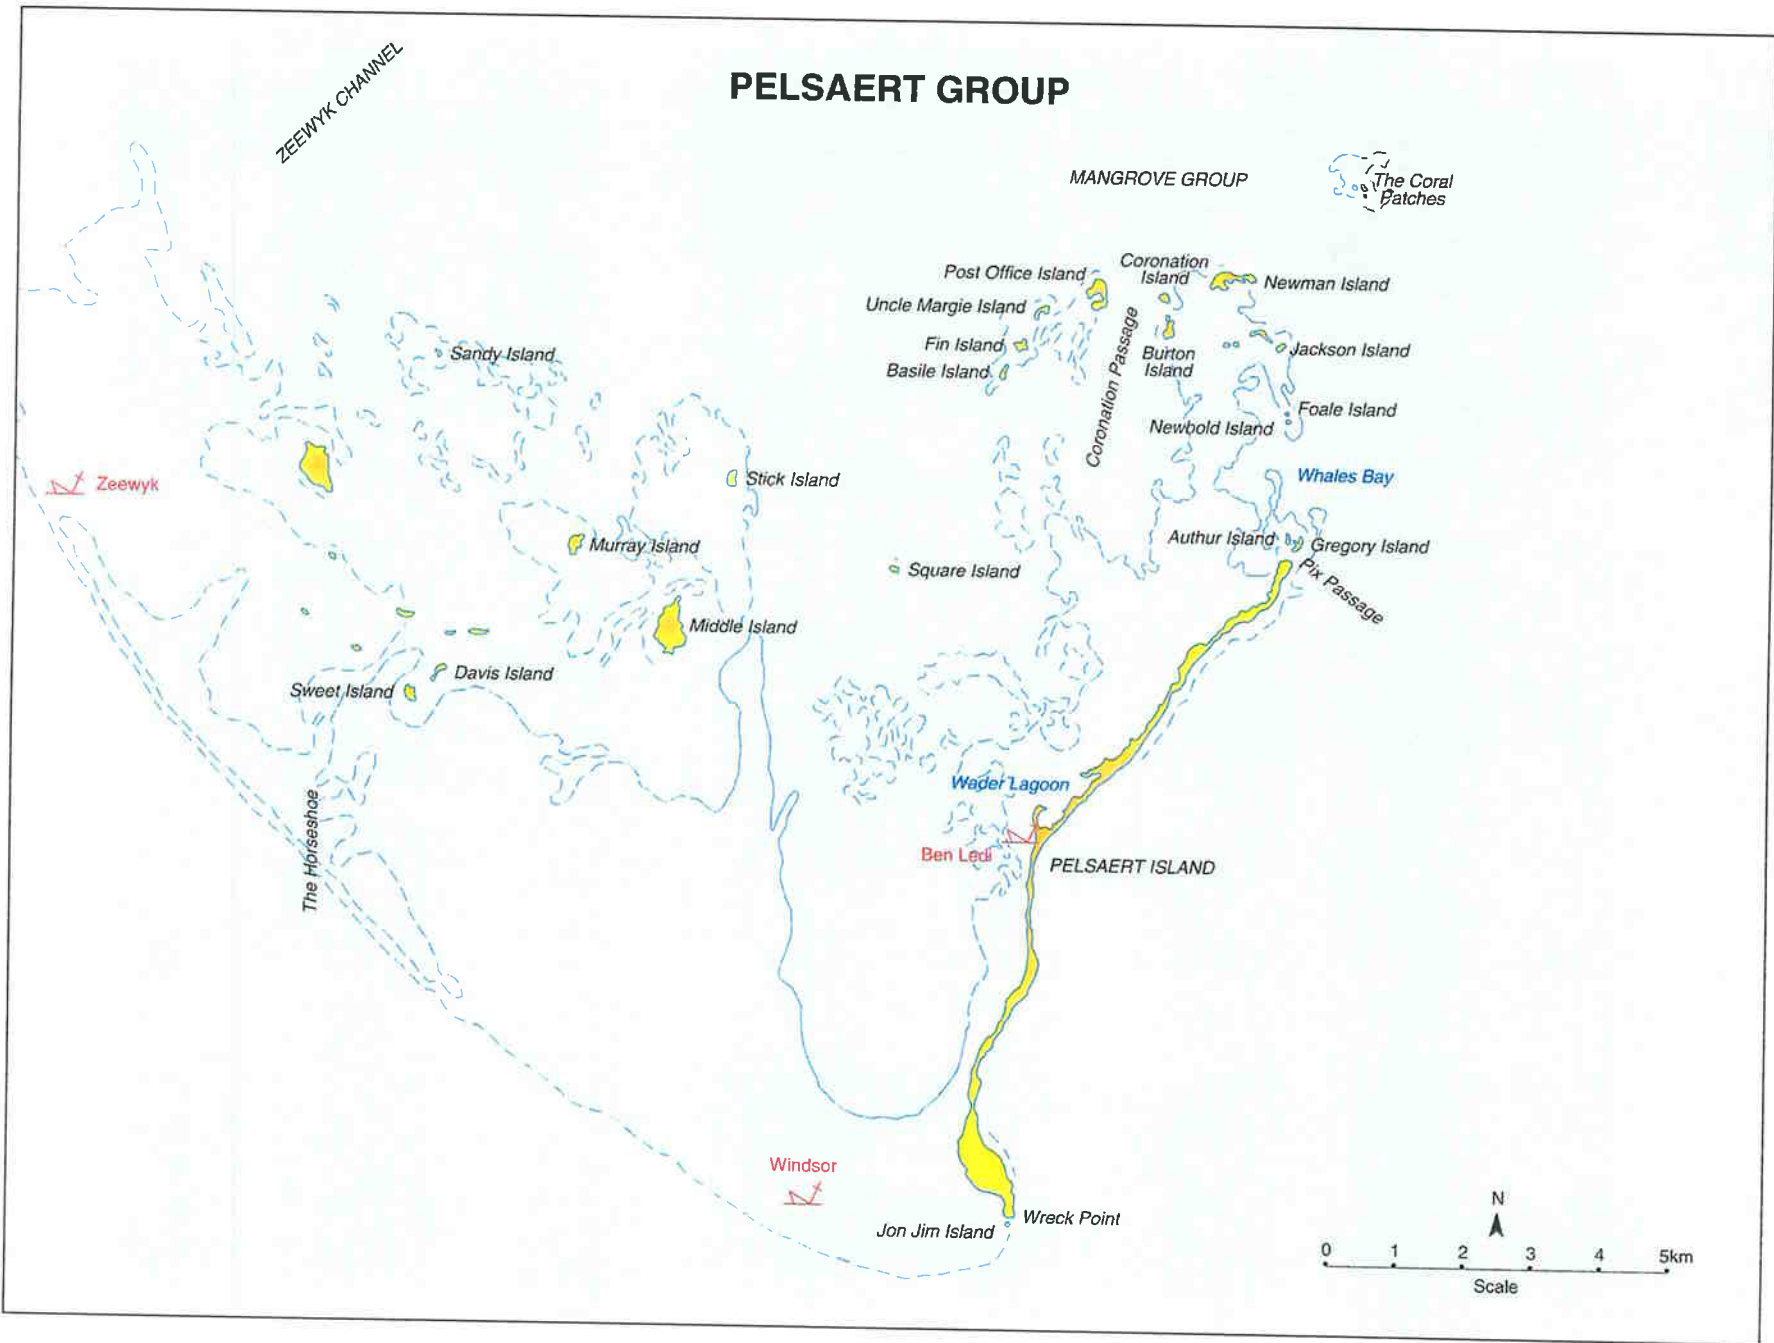 PELSAERT GROUP
ZEEWYK CHANNEL
MANGROVE GROUP
The Coral
Patches
Post Office Island
Coronation
Island
Newman Island
Uncle Margie Island
Fin Island
Basile Island
Coronation Passage
Burton
Island
Jackson Island
Sandy Island
Foale Island
Newbold Island
Zeewyk
Stick Island
Whales Bay
Murray Island
Authur Island
Gregory Island
Square Island
Pix Passage
Middle Island
Davis Island
Sweet Island
The Horseshoe
Wader Lagoon
Ben Ledi
PELSAERT ISLAND
Windsor
Jon Jim Island
Wreck Point
N
0 1 2 3 4 5km
Scale